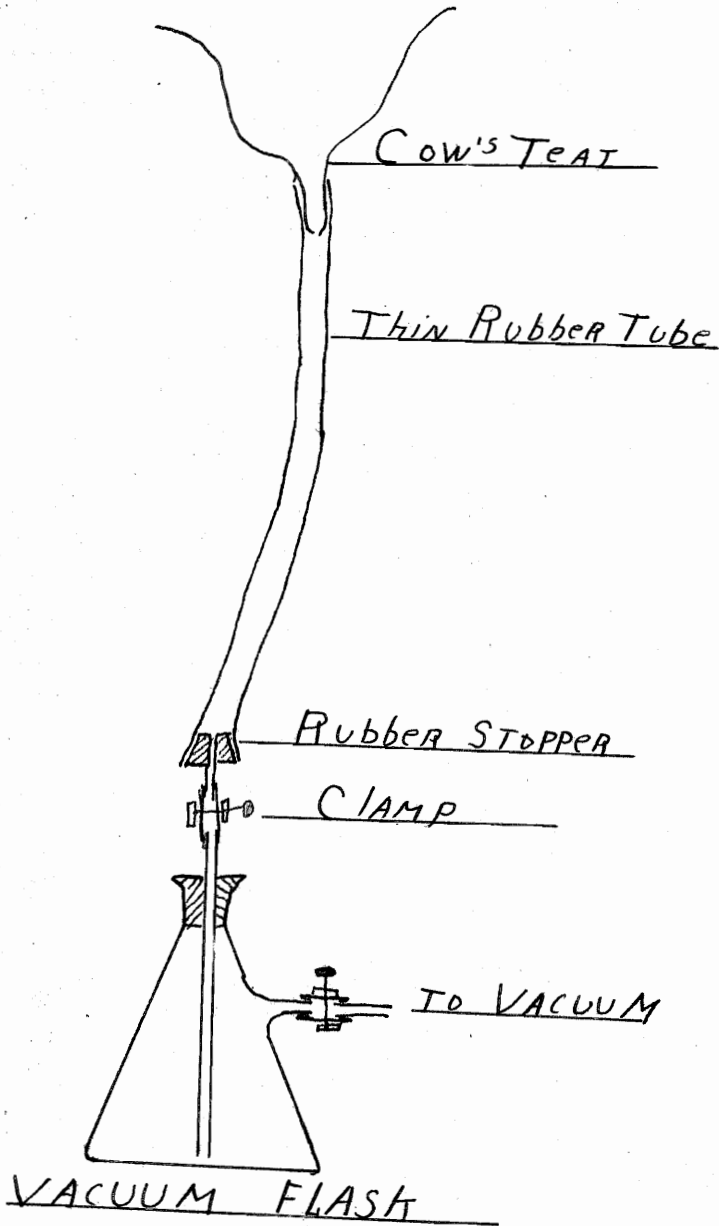 Cow's Teat
Thin Rubber Tube
Rubber Stopper
Clamp
To Vacuum
Vacuum Flask